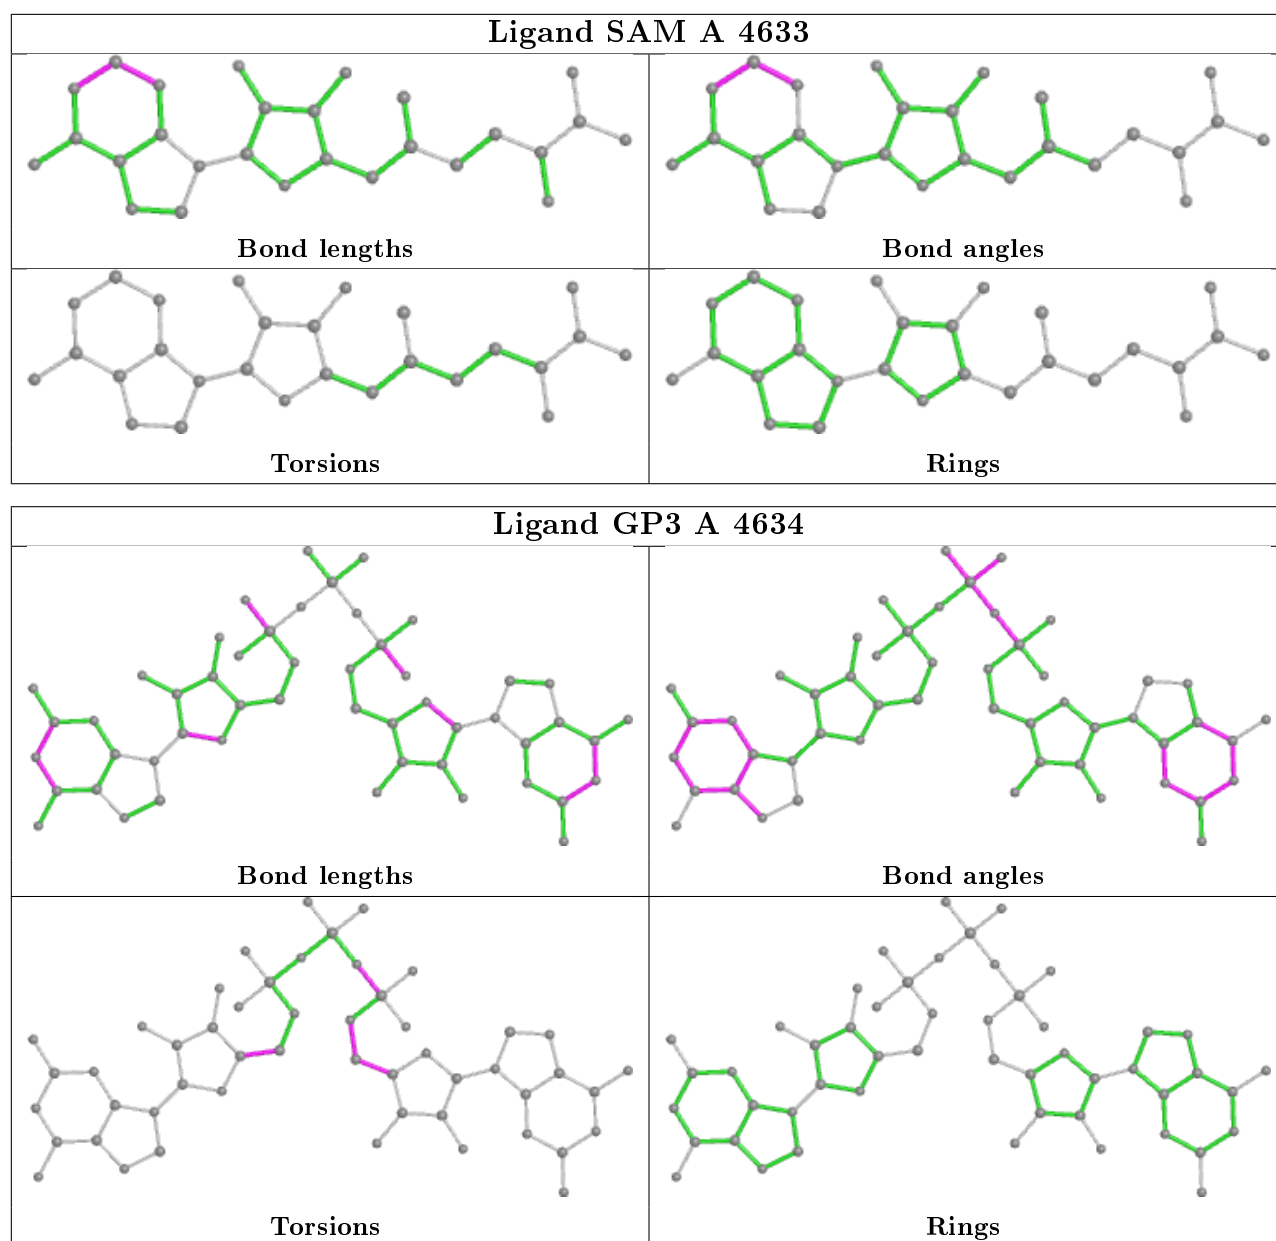 Ligand SAM A 4633
Bond lengths
Bond angles
Torsions
Rings
Ligand GP3 A 4634
Bond lengths
Bond angles
Torsions
Rings